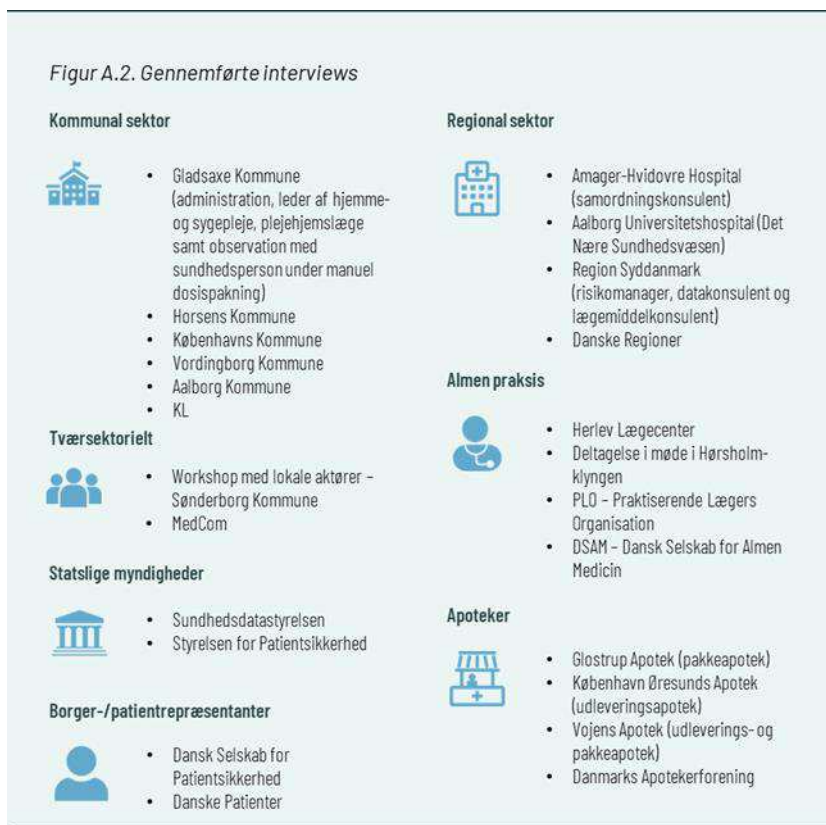 Figur A.2. Gennemførte interviews
Kommunal sektor
• Gladsaxe Kommune
(administration, leder af hjemme-
og sygepleje, plejehjemslæge
samt observation med
sundhedsperson under manuel
dosispakning)
• Horsens Kommune
• Københavns Kommune
• Vordingborg Kommune
• Aalborg Kommune
• KL
Tværsektorielt
• Workshop med lokale aktører –
Sønderborg Kommune
• MedCom
Statslige myndigheder
• Sundhedsdatastyrelsen
• Styrelsen for Patientsikkerhed
Borger-/patientrepræsentanter
• Dansk Selskab for
Patientsikkerhed
• Danske Patienter
Regional sektor
• Amager-Hvidovre Hospital
(samordningskonsulent)
• Aalborg Universitetshospital (Det
Nære Sundhedsvæsen)
• Region Syddanmark
(risikomanager, datakonsulent og
lægemiddelkonsulent)
• Danske Regioner
Almen praksis
• Herlev Lægecenter
• Deltagelse i møde i Hørsholm-
klyngen
• PLO – Praktiserende Lægers
Organisation
• DSAM – Dansk Selskab for Almen
Medicin
Apoteker
• Glostrup Apotek (pakkeapotek)
• København Øresunds Apotek
(udleveringsapotek)
• Vojens Apotek (udleverings- og
pakkeapotek)
• Danmarks Apotekerforening